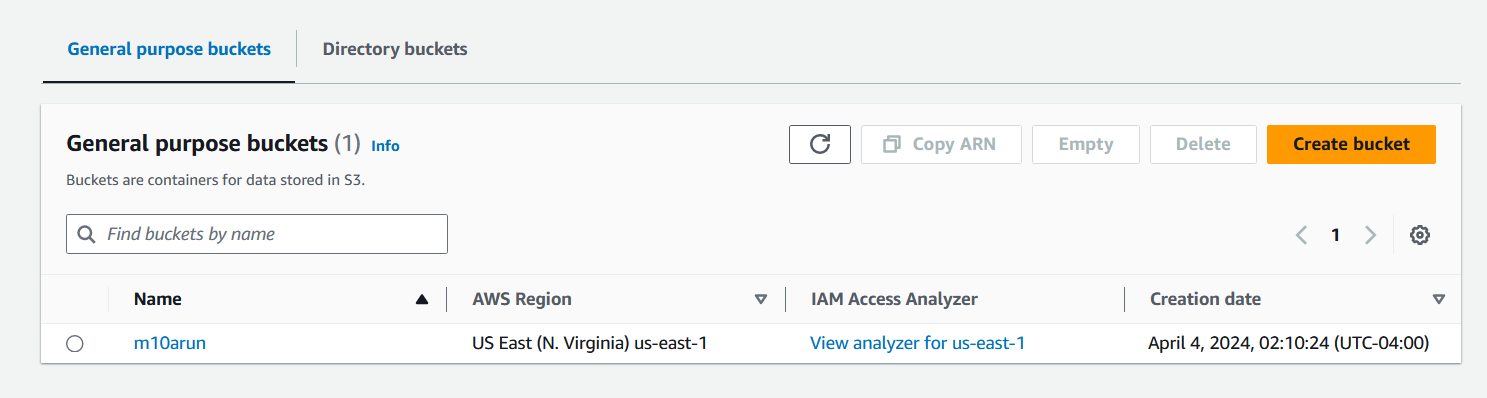 General purpose buckets
Directory buckets
General purpose buckets (1) Info
Copy ARN
Empty
Delete
Create bucket
Buckets are containers for data stored in S3.
Find buckets by name
1
Name
AWS Region
IAM Access Analyzer
Creation date
m10arun
US East (N. Virginia) us-east-1
View analyzer for us-east-1
April 4, 2024, 02:10:24 (UTC-04:00)